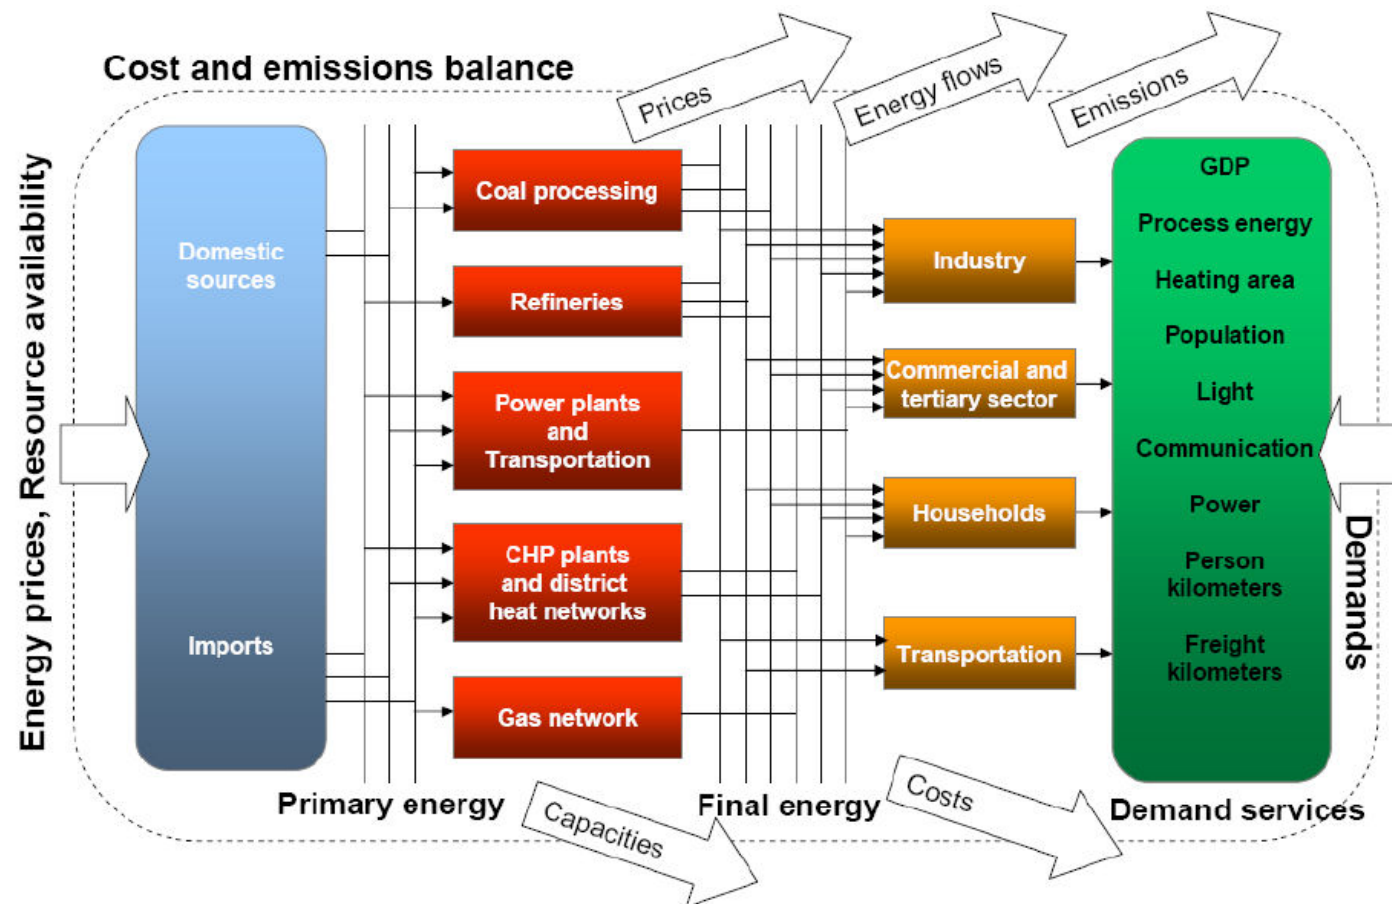 Cost and emissions balance
Prices
Energy flows
Emissions
Energy prices, Resource availability
Domestic
sources
Imports
Coal processing
Refineries
Power plants
and
Transportation
CHP plants
and district
heat networks
Gas network
Industry
Commercial and
tertiary sector
Households
Transportation
GDP
Process energy
Heating area
Population
Light
Communication
Power
Person
kilometers
Freight
kilometers
Demands
Primary energy
Final energy
Demand services
Capacities
Costs